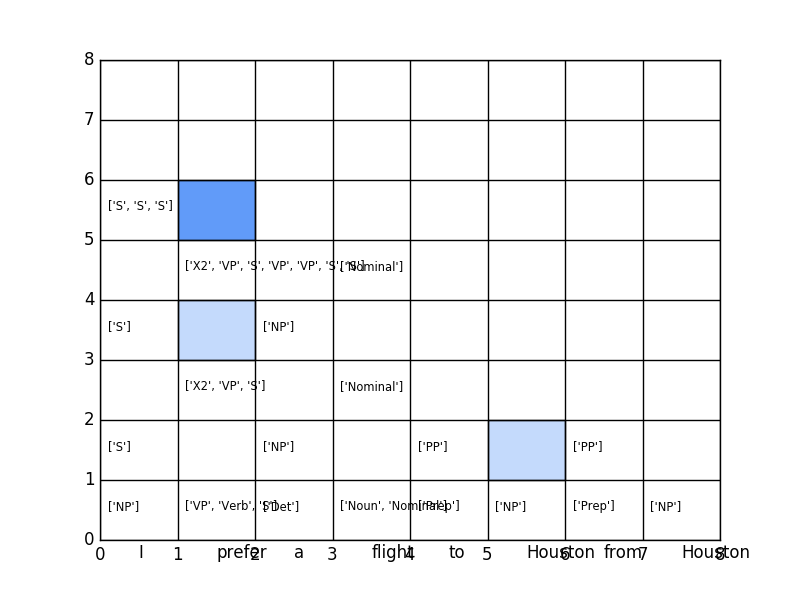 8
7
6
['S', 'S', 'S']
5
['X2', 'VP', 'S', 'VP', 'VP', 'S', 'S'] ['Nominal']
4
['S'] ['NP']
3
['X2', 'VP', 'S'] ['Nominal']
2
['S'] ['NP'] ['PP'] ['PP']
1
['NP'] ['VP', 'Verb', 'S'] ['Det'] ['Noun', 'Nominal'] ['Prep'] ['NP'] ['Prep'] ['NP']
0
0 1 2 3 4 5 6 7 8
I prefer a flight to Houston from Houston